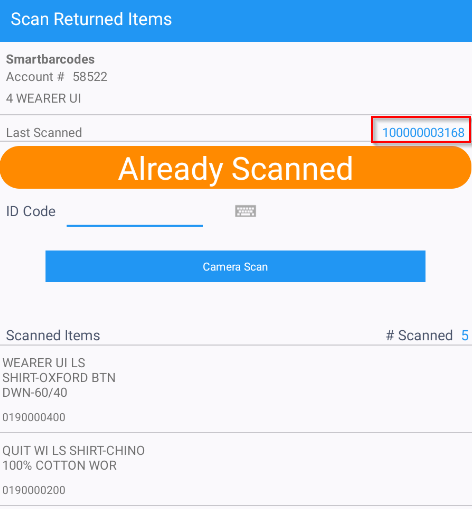 Scan Returned Items
Smartbarcodes
Account # 58522
4 WEARER UI
Last Scanned 100000003168
Already Scanned
ID Code
Camera Scan
Scanned Items # Scanned 5
WEARER UI LS
SHIRT-OXFORD BTN
DWN-60/40
0190000400
QUIT WI LS SHIRT-CHINO
100% COTTON WOR
0190000200